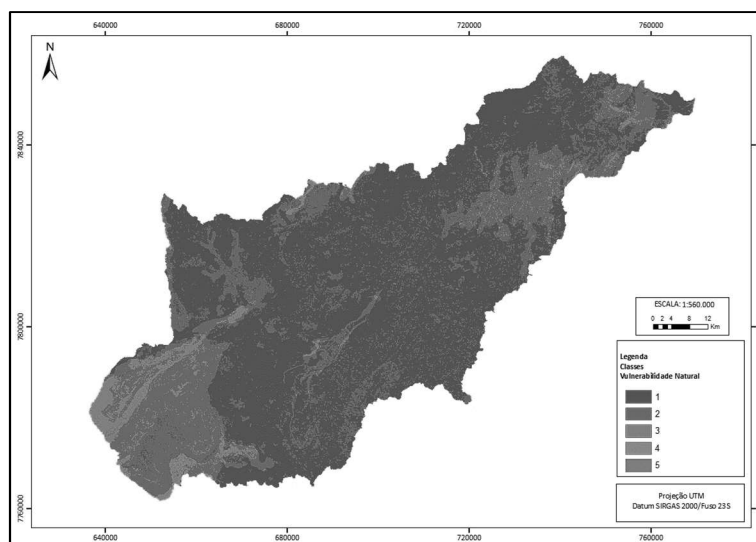 640000 680000 720000 760000
N
7840000
7800000
7760000
ESCALA: 1:560.000
0 2 4 8 12
Km
Legenda
Classes
Vulnerabilidade Natural
1
2
3
4
5
Projeção UTM
Datum SIRGAS 2000/Fuso 23S
640000 680000 720000 760000